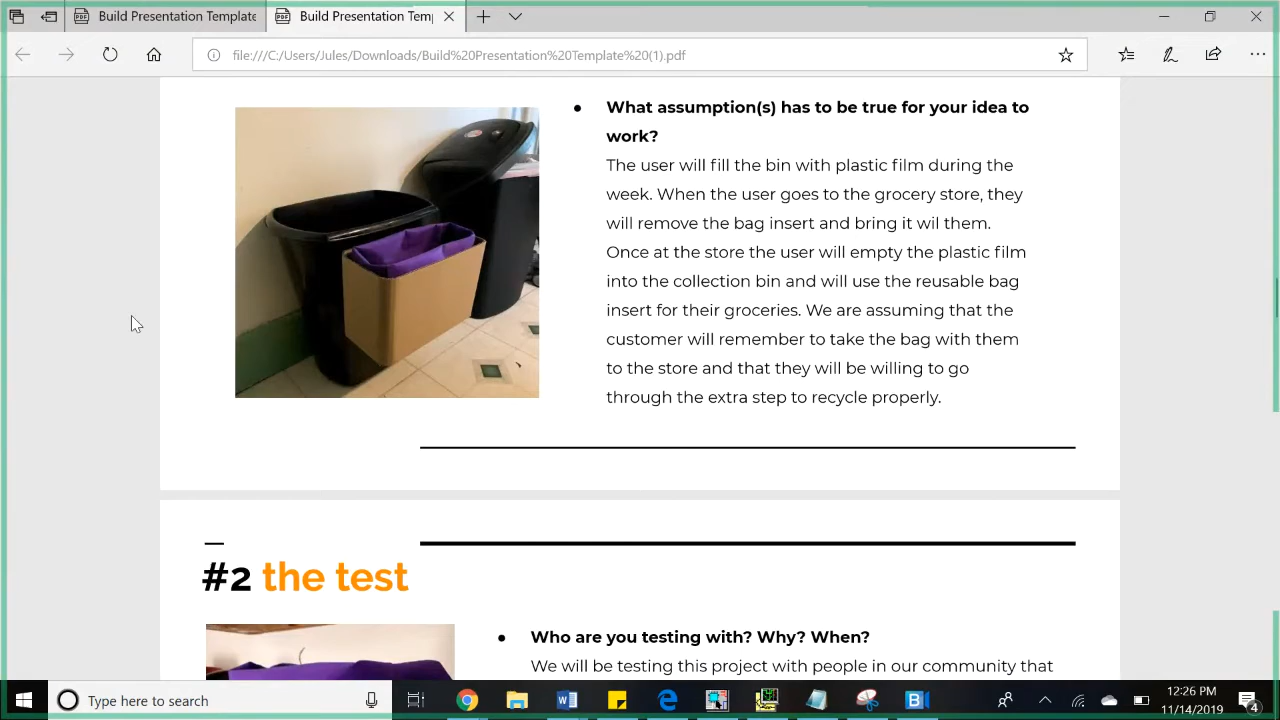 Build Presentation Template
Build Presentation Temp
file:///C:/Users/Jules/Downloads/Build%20Presentation%20Template%20(1).pdf
What assumption(s) has to be true for your idea to
work?
The user will fill the bin with plastic film during the
week. When the user goes to the grocery store, they
will remove the bag insert and bring it wil them.
Once at the store the user will empty the plastic film
into the collection bin and will use the reusable bag
insert for their groceries. We are assuming that the
customer will remember to take the bag with them
to the store and that they will be willing to go
through the extra step to recycle properly.
#2 the test
Who are you testing with? Why? When?
We will be testing this project with people in our community that
Type here to search
12:26 PM
11/14/2019
4